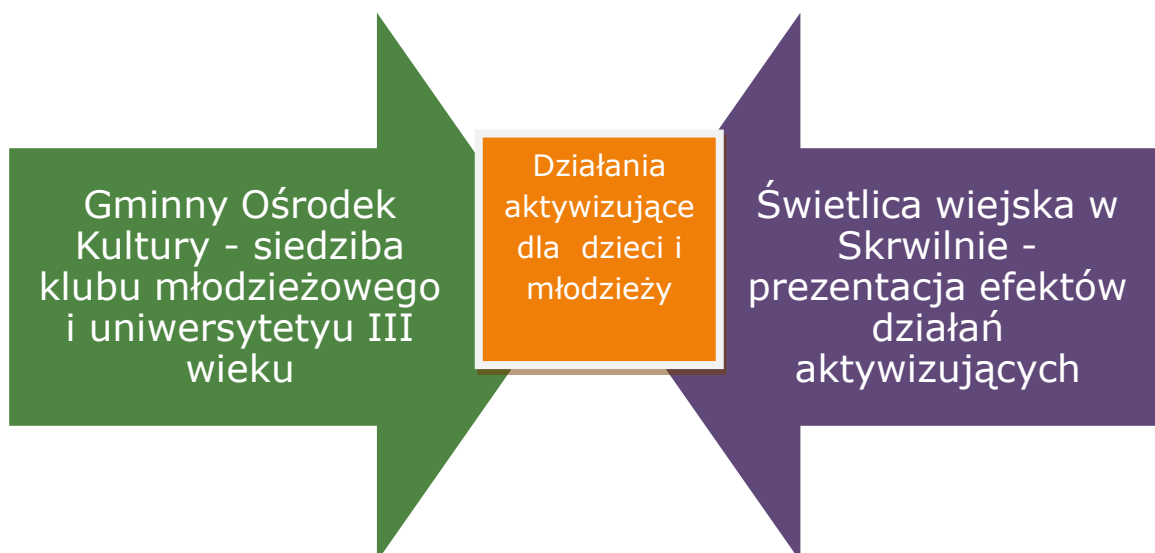 Gminny Ośrodek
Kultury - siedziba
klubu młodzieżowego
i uniwersytetyu III
wieku
Działania
aktywizujące
dla  dzieci i
młodzieży
Świetlica wiejska w
Skrwilnie -
prezentacja efektów
działań
aktywizujących